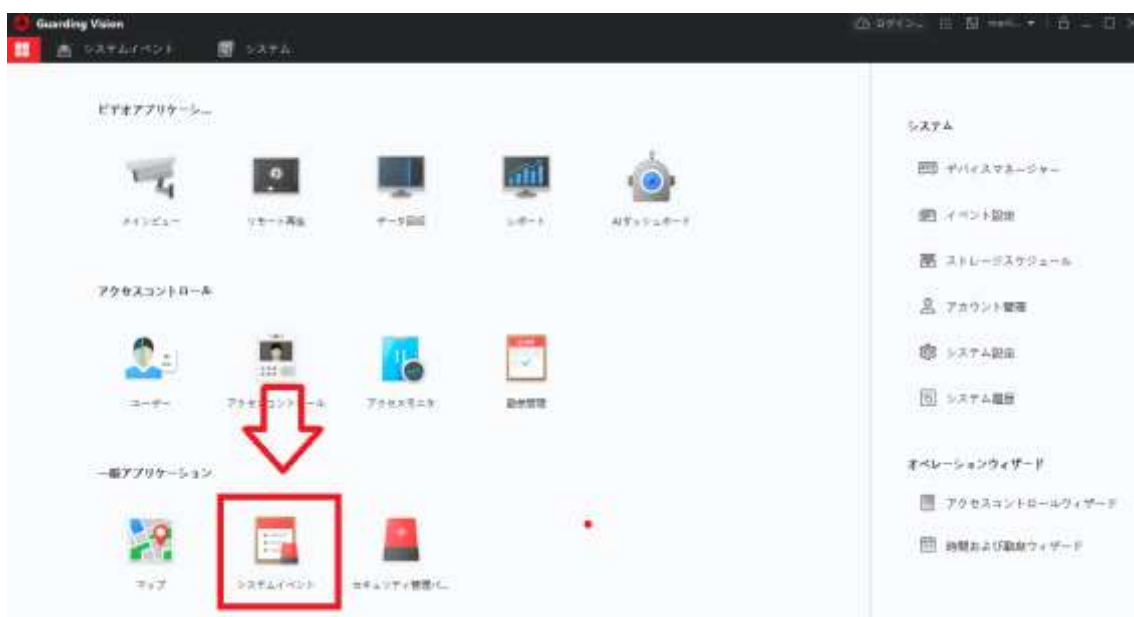 Guarding Vision
ログイン...
システムイベント
システム
ビデオアプリケーシ...
メインビュー
リモート再生
データ回収
レポート
AIダッシュボード
アクセスコントロール
ユーザー
アクセスコントロール
アクセスモニタ
勤怠管理
一般アプリケーション
マップ
システムイベント
セキュリティ管理パ...
システム
デバイスマネージャー
イベント設定
ストレージスケジュール
アカウント管理
システム設定
システム履歴
オペレーションウィザード
アクセスコントロールウィザード
時間および勤怠ウィザード